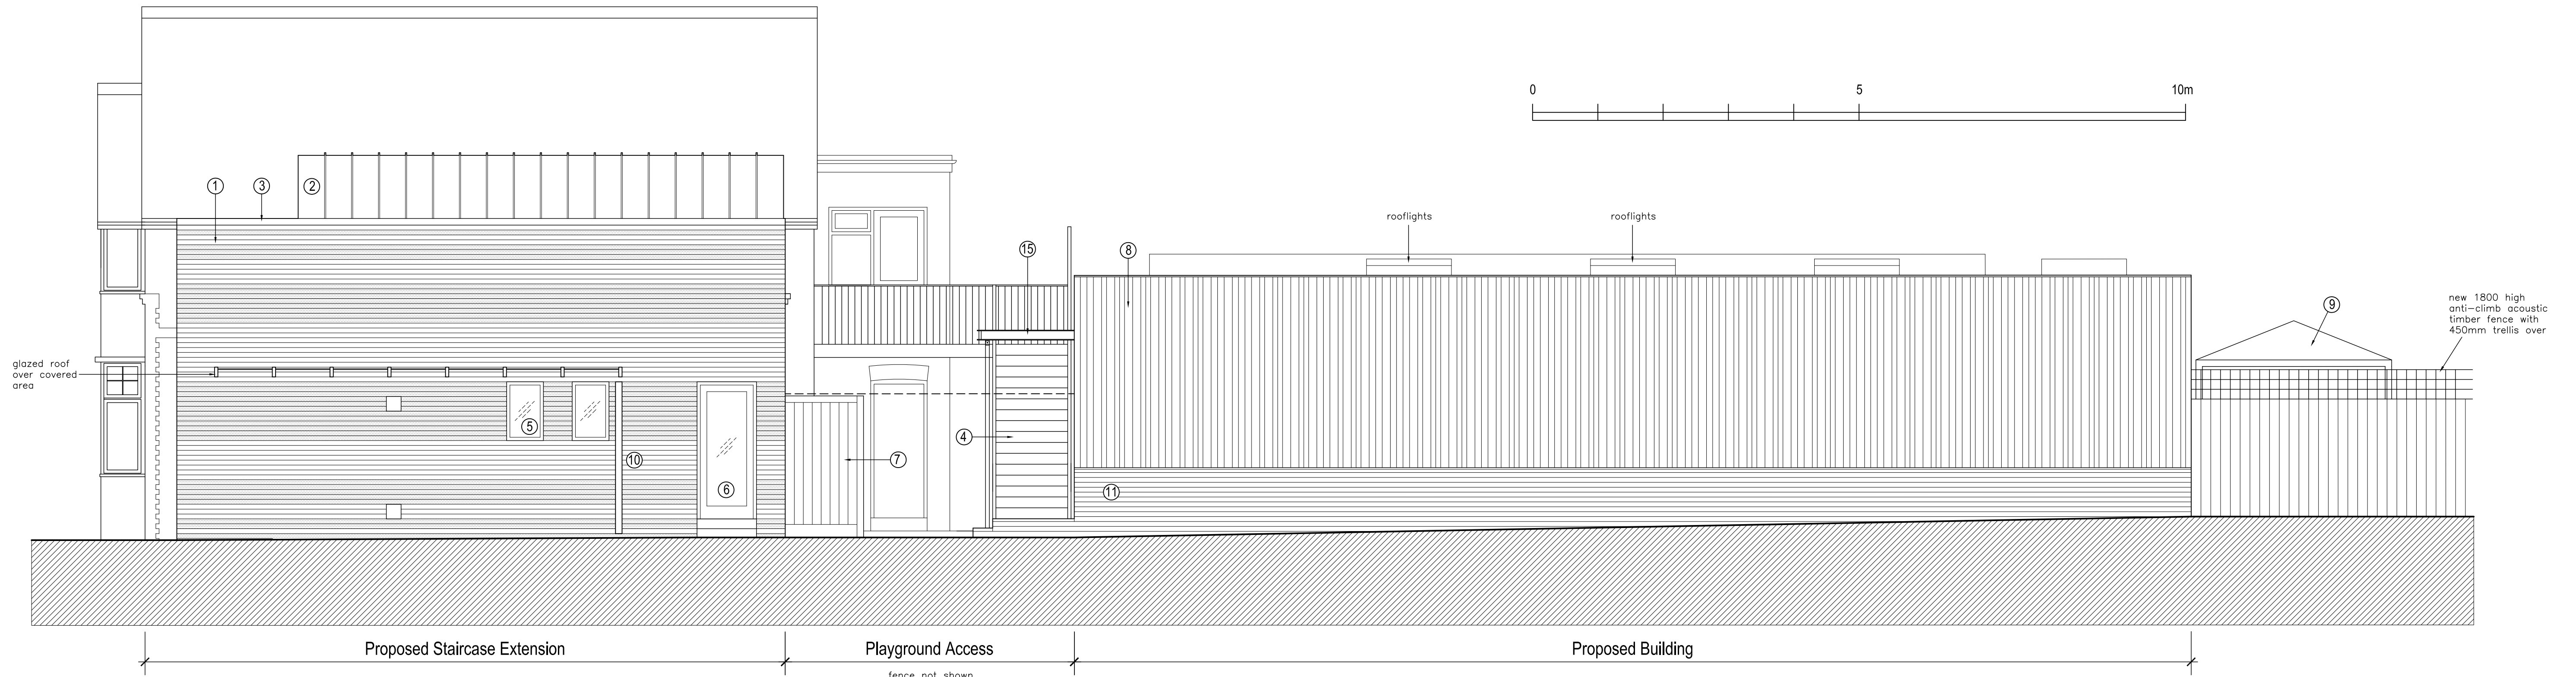 0 5 10m
1 3 2
rooflights rooflights
15
8
new 1800 high
anti-climb acoustic
timber fence with
450mm trellis over
9
glazed roof
over covered
area
5
4
10
7
6
11
Proposed Staircase Extension
Playground Access
Proposed Building
fence not shown